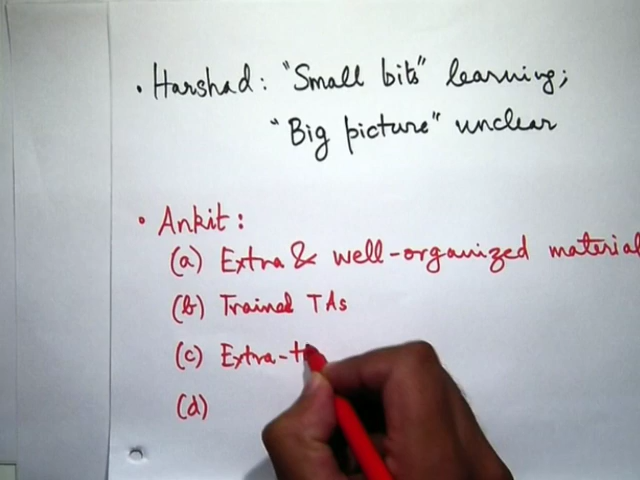 • Harshad: "Small bits" learning;
"Big picture" unclear
• Ankit:
(a) Extra & well-organized material
(b) Trained TAs
(c) Extra-t
(d)